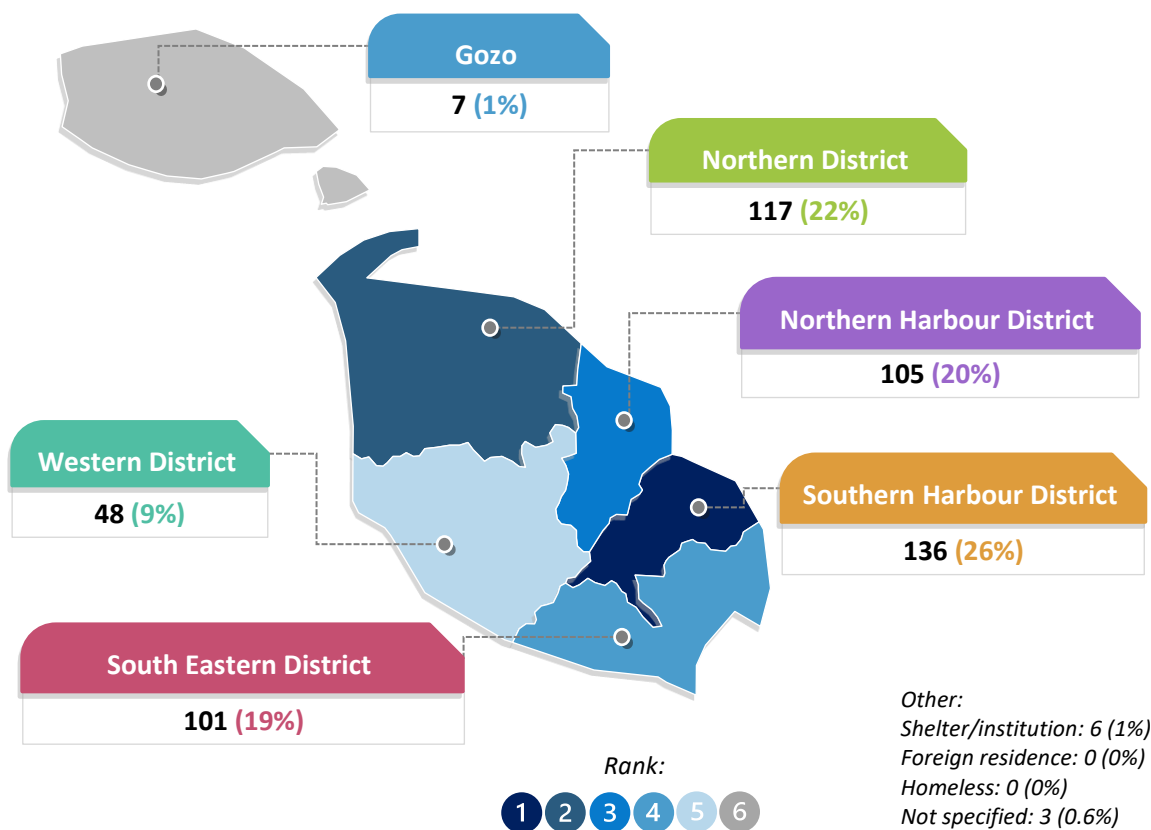 Gozo
7 (1%)
Northern District
117 (22%)
Northern Harbour District
105 (20%)
Western District
48 (9%)
Southern Harbour District
136 (26%)
South Eastern District
101 (19%)
Other:
Shelter/institution: 6 (1%)
Foreign residence: 0 (0%)
Homeless: 0 (0%)
Not specified: 3 (0.6%)
Rank:
1 2 3 4 5 6